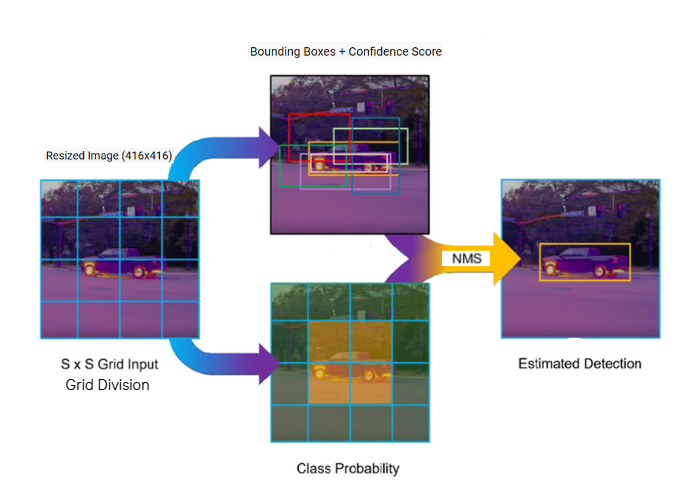 Bounding Boxes + Confidence Score
Resized Image (416x416)
NMS
S x S Grid Input
Grid Division
Estimated Detection
Class Probability